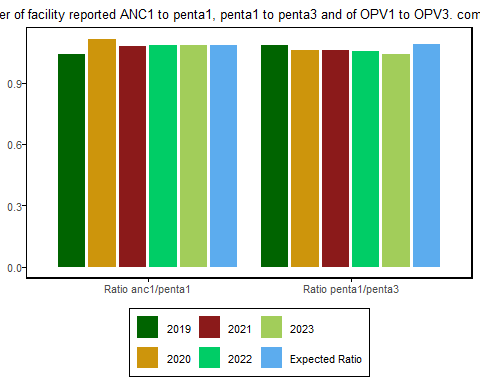 er of facility reported ANC1 to penta1, penta1 to penta3 and of OPV1 to OPV3. com
0.9
0.6
0.3
0.0
Ratio anc1/penta1 Ratio penta1/penta3
2019 2021 2023
2020 2022 Expected Ratio